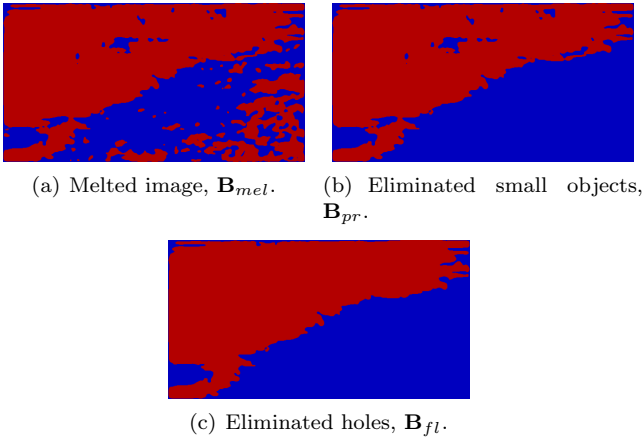 (a) Melted image, B_mel.
(b) Eliminated small objects,
B_pr.
(c) Eliminated holes, B_fl.